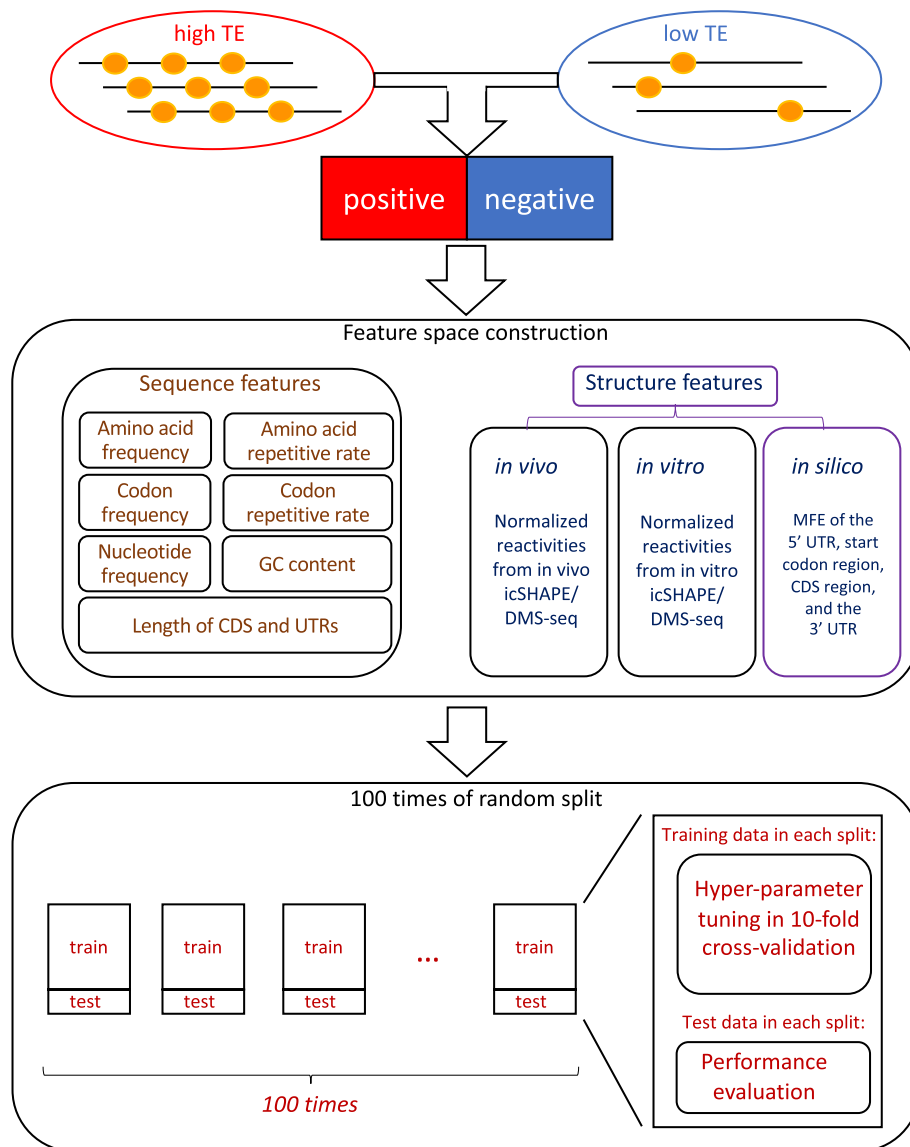 high TE
low TE
positive
negative
Feature space construction
Sequence features
Amino acid
frequency
Amino acid
repetitive rate
Codon
frequency
Codon
repetitive rate
Nucleotide
frequency
GC content
Length of CDS and UTRs
Structure features
in vivo
Normalized
reactivities
from in vivo
icSHAPE/
DMS-seq
in vitro
Normalized
reactivities
from in vitro
icSHAPE/
DMS-seq
in silico
MFE of the
5’ UTR, start
codon region,
CDS region,
and the
3’ UTR
100 times of random split
train
test
train
test
train
test
...
train
test
100 times
Training data in each split:
Hyper-parameter
tuning in 10-fold
cross-validation
Test data in each split:
Performance
evaluation